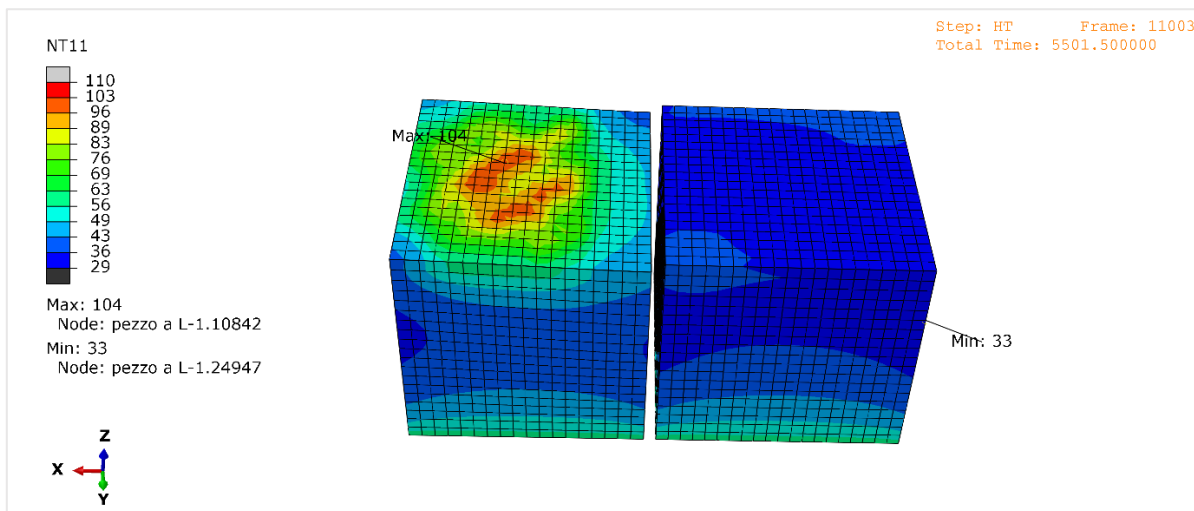 Step: HT Frame: 11003
Total Time: 5501.500000
NT11
110
103
96
89
83
76
69
63
56
49
43
36
29
Max: 104
Node: pezzo a L-1.10842
Min: 33
Node: pezzo a L-1.24947
Max: 104
Min: 33
Z
X
Y